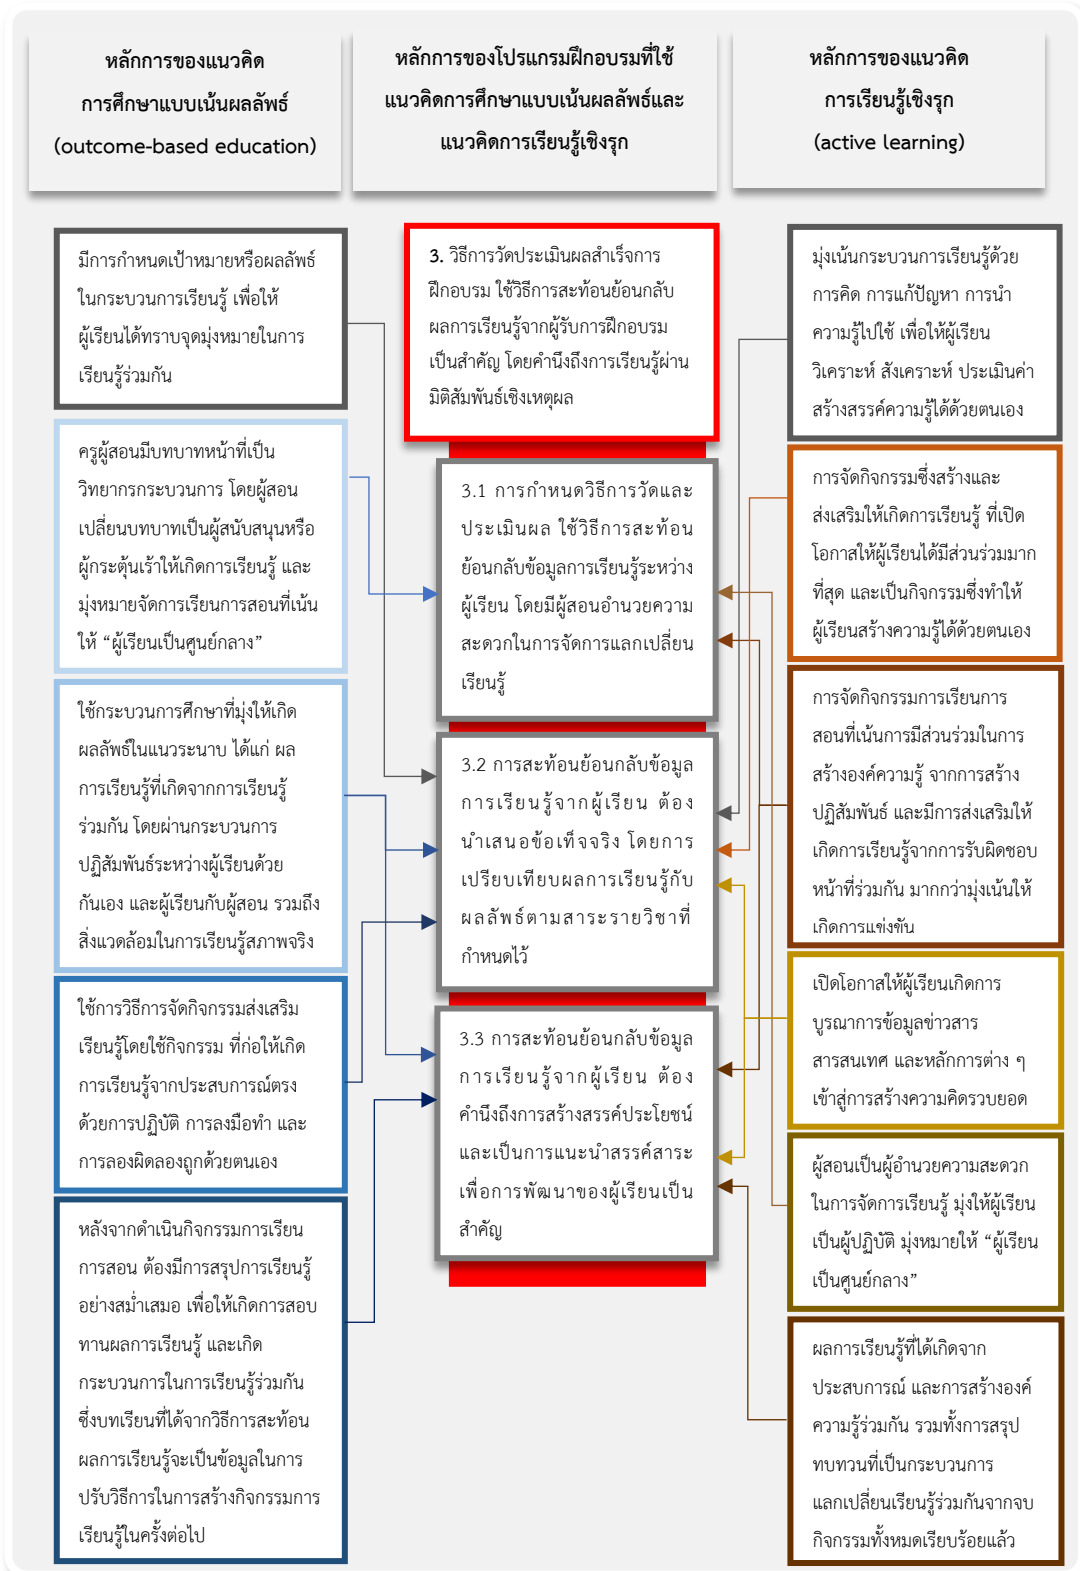 หลักการของแนวคิด
การศึกษาแบบเน้นผลลัพธ์
(outcome-based education)
หลักการของโปรแกรมฝึกอบรมที่ใช้
แนวคิดการศึกษาแบบเน้นผลลัพธ์และ
แนวคิดการเรียนรู้เชิงรุก
หลักการของแนวคิด
การเรียนรู้เชิงรุก
(active learning)
มีการกำหนดเป้าหมายหรือผลลัพธ์
ในกระบวนการเรียนรู้ เพื่อให้
ผู้เรียนได้ทราบจุดมุ่งหมายในการ
เรียนรู้ร่วมกัน
ครูผู้สอนมีบทบาทหน้าที่เป็น
วิทยากรกระบวนการ โดยผู้สอน
เปลี่ยนบทบาทเป็นผู้สนับสนุนหรือ
ผู้กระตุ้นเร้าให้เกิดการเรียนรู้ และ
มุ่งหมายจัดการเรียนการสอนที่เน้น
ให้ “ผู้เรียนเป็นศูนย์กลาง”
ใช้กระบวนการศึกษาที่มุ่งให้เกิด
ผลลัพธ์ในแนวระนาบ ได้แก่ ผล
การเรียนรู้ที่เกิดจากการเรียนรู้
ร่วมกัน โดยผ่านกระบวนการ
ปฏิสัมพันธ์ระหว่างผู้เรียนด้วย
กันเอง และผู้เรียนกับผู้สอน รวมถึง
สิ่งแวดล้อมในการเรียนรู้สภาพจริง
ใช้การวิธีการจัดกิจกรรมส่งเสริม
เรียนรู้โดยใช้กิจกรรม ที่ก่อให้เกิด
การเรียนรู้จากประสบการณ์ตรง
ด้วยการปฏิบัติ การลงมือทำ และ
การลองผิดลองถูกด้วยตนเอง
หลังจากดำเนินกิจกรรมการเรียน
การสอน ต้องมีการสรุปการเรียนรู้
อย่างสม่ำเสมอ เพื่อให้เกิดการสอบ
ทานผลการเรียนรู้ และเกิด
กระบวนการในการเรียนรู้ร่วมกัน
ซึ่งบทเรียนที่ได้จากวิธีการสะท้อน
ผลการเรียนรู้จะเป็นข้อมูลในการ
ปรับวิธีการในการสร้างกิจกรรมการ
เรียนรู้ในครั้งต่อไป
3. วิธีการวัดประเมินผลสำเร็จการ
ฝึกอบรม ใช้วิธีการสะท้อนย้อนกลับ
ผลการเรียนรู้จากผู้รับการฝึกอบรม
เป็นสำคัญ โดยคำนึงถึงการเรียนรู้ผ่าน
มิติสัมพันธ์เชิงเหตุผล
3.1 การกำหนดวิธีการวัดและ
ประเมินผล ใช้วิธีการสะท้อน
ย้อนกลับข้อมูลการเรียนรู้ระหว่าง
ผู้เรียน โดยมีผู้สอนอำนวยความ
สะดวกในการจัดการแลกเปลี่ยน
เรียนรู้
3.2 การสะท้อนย้อนกลับข้อมูล
การเรียนรู้จากผู้เรียน ต้อง
นำเสนอข้อเท็จจริง โดยการ
เปรียบเทียบผลการเรียนรู้กับ
ผลลัพธ์ตามสาระรายวิชาที่
กำหนดไว้
3.3 การสะท้อนย้อนกลับข้อมูล
การเรียนรู้จากผู้เรียน ต้อง
คำนึงถึงการสร้างสรรค์ประโยชน์
และเป็นการแนะนำสรรค์สาระ
เพื่อการพัฒนาของผู้เรียนเป็น
สำคัญ
มุ่งเน้นกระบวนการเรียนรู้ด้วย
การคิด การแก้ปัญหา การนำ
ความรู้ไปใช้ เพื่อให้ผู้เรียน
วิเคราะห์ สังเคราะห์ ประเมินค่า
สร้างสรรค์ความรู้ได้ด้วยตนเอง
การจัดกิจกรรมซึ่งสร้างและ
ส่งเสริมให้เกิดการเรียนรู้ ที่เปิด
โอกาสให้ผู้เรียนได้มีส่วนร่วมมาก
ที่สุด และเป็นกิจกรรมซึ่งทำให้
ผู้เรียนสร้างความรู้ได้ด้วยตนเอง
การจัดกิจกรรมการเรียนการ
สอนที่เน้นการมีส่วนร่วมในการ
สร้างองค์ความรู้ จากการสร้าง
ปฏิสัมพันธ์ และมีการส่งเสริมให้
เกิดการเรียนรู้จากการรับผิดชอบ
หน้าที่ร่วมกัน มากกว่ามุ่งเน้นให้
เกิดการแข่งขัน
เปิดโอกาสให้ผู้เรียนเกิดการ
บูรณาการข้อมูลข่าวสาร
สารสนเทศ และหลักการต่าง ๆ
เข้าสู่การสร้างความคิดรวบยอด
ผู้สอนเป็นผู้อำนวยความสะดวก
ในการจัดการเรียนรู้ มุ่งให้ผู้เรียน
เป็นผู้ปฏิบัติ มุ่งหมายให้ “ผู้เรียน
เป็นศูนย์กลาง”
ผลการเรียนรู้ที่ได้เกิดจาก
ประสบการณ์ และการสร้างองค์
ความรู้ร่วมกัน รวมทั้งการสรุป
ทบทวนที่เป็นกระบวนการ
แลกเปลี่ยนเรียนรู้ร่วมกันจากจบ
กิจกรรมทั้งหมดเรียบร้อยแล้ว